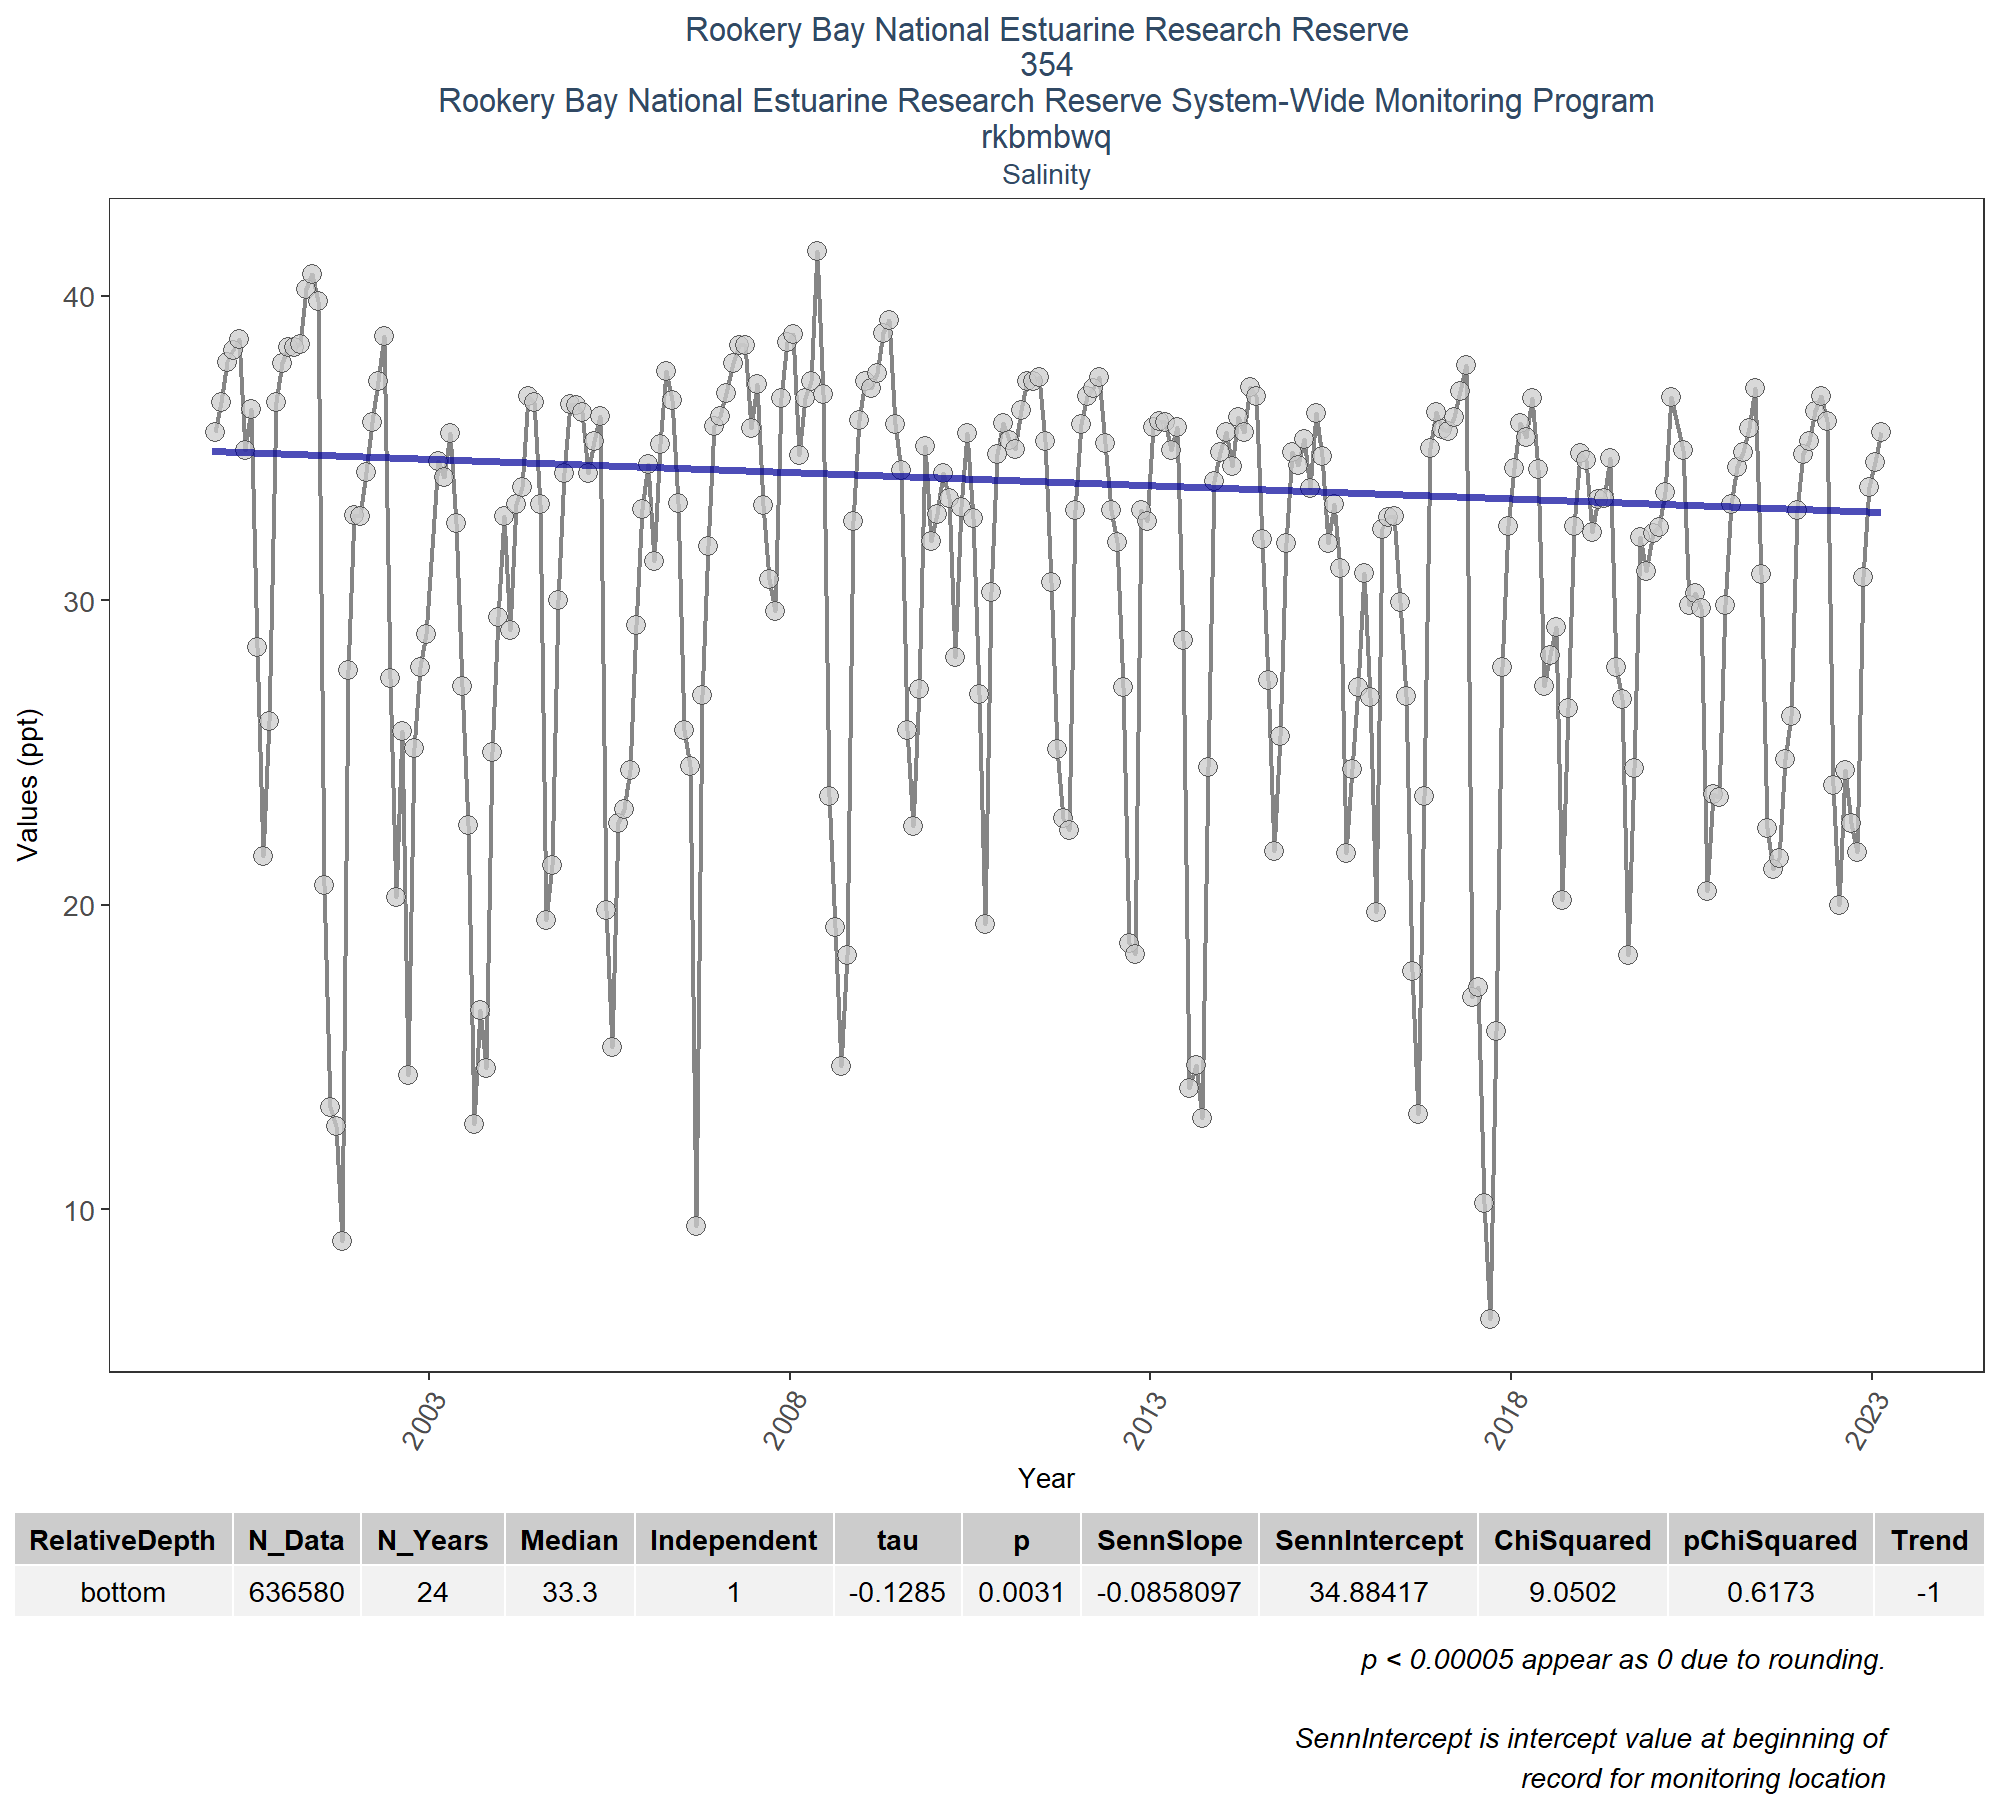 Rookery Bay National Estuarine Research Reserve
354
Rookery Bay National Estuarine Research Reserve System-Wide Monitoring Program
rkbmbwq
Salinity
Values (ppt)
40
30
20
10
2003 2008 2013 2018 2023
Year
RelativeDepth N_Data N_Years Median Independent tau p SennSlope SennIntercept ChiSquared pChiSquared Trend
bottom 636580 24 33.3 1 -0.1285 0.0031 -0.0858097 34.88417 9.0502 0.6173 -1
p < 0.00005 appear as 0 due to rounding.
SennIntercept is intercept value at beginning of
record for monitoring location